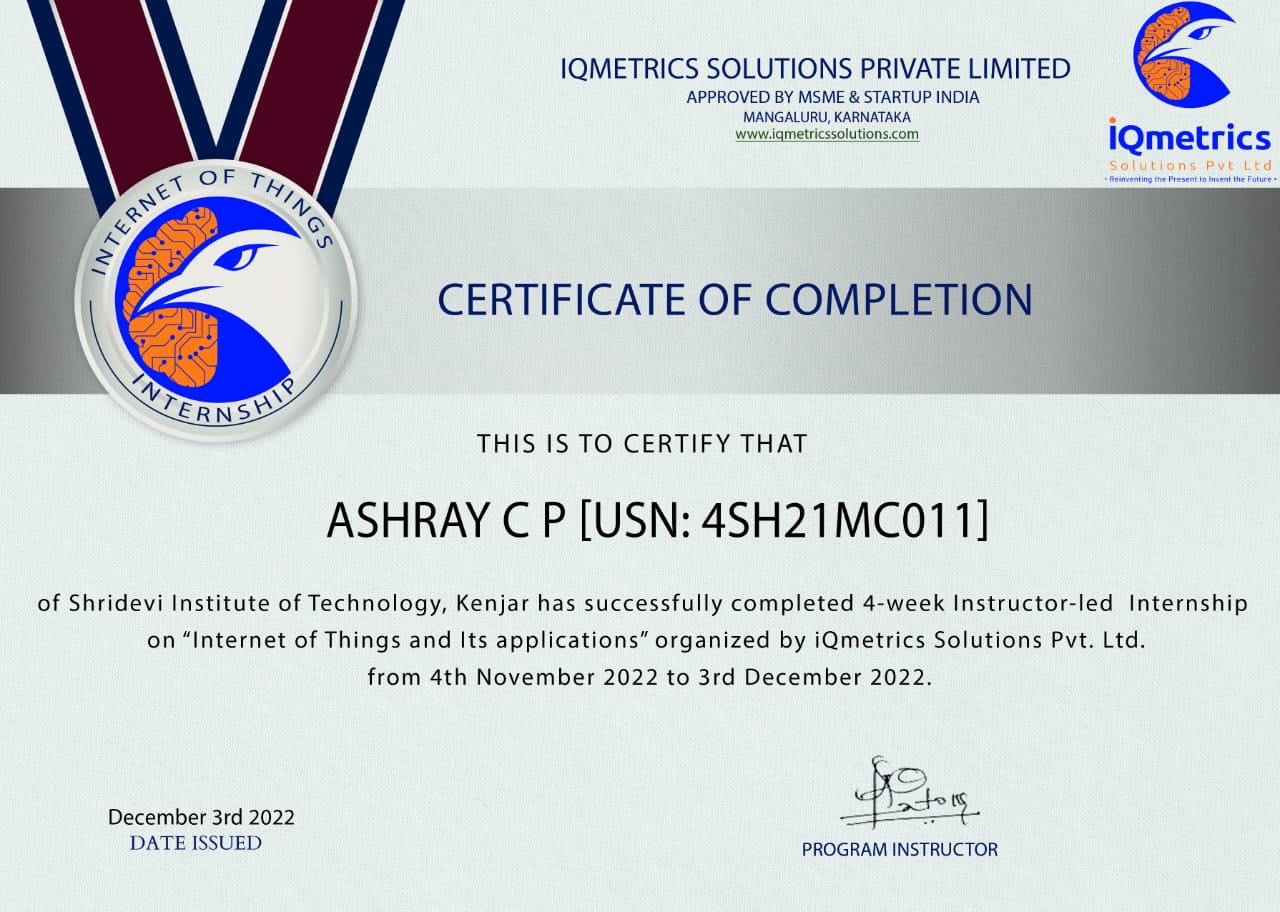 IQMETRICS SOLUTIONS PRIVATE LIMITED
APPROVED BY MSME & STARTUP INDIA
MANGALURU, KARNATAKA
www.iqmetricssolutions.com
iQmetrics
Solutions Pvt Ltd
• Reinventing the Present to Invent the Future •
INTERNET OF THINGS
INTERNSHIP
CERTIFICATE OF COMPLETION
THIS IS TO CERTIFY THAT
ASHRAY C P [USN: 4SH21MC011]
of Shridevi Institute of Technology, Kenjar has successfully completed 4-week Instructor-led Internship
on “Internet of Things and Its applications” organized by iQmetrics Solutions Pvt. Ltd.
from 4th November 2022 to 3rd December 2022.
December 3rd 2022
DATE ISSUED
PROGRAM INSTRUCTOR